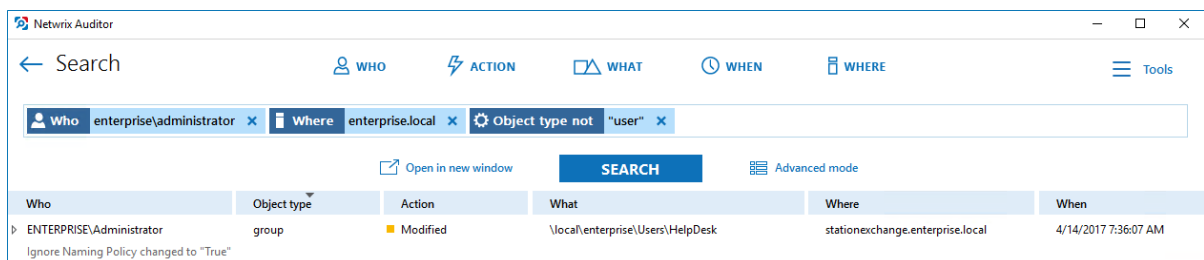 Netwrix Auditor
Search WHO ACTION WHAT WHEN WHERE Tools
Who enterprise\administrator Where enterprise.local Object type not "user"
Open in new window SEARCH Advanced mode
Who Object type Action What Where When
ENTERPRISE\Administrator group Modified \local\enterprise\Users\HelpDesk stationexchange.enterprise.local 4/14/2017 7:36:07 AM
Ignore Naming Policy changed to "True"